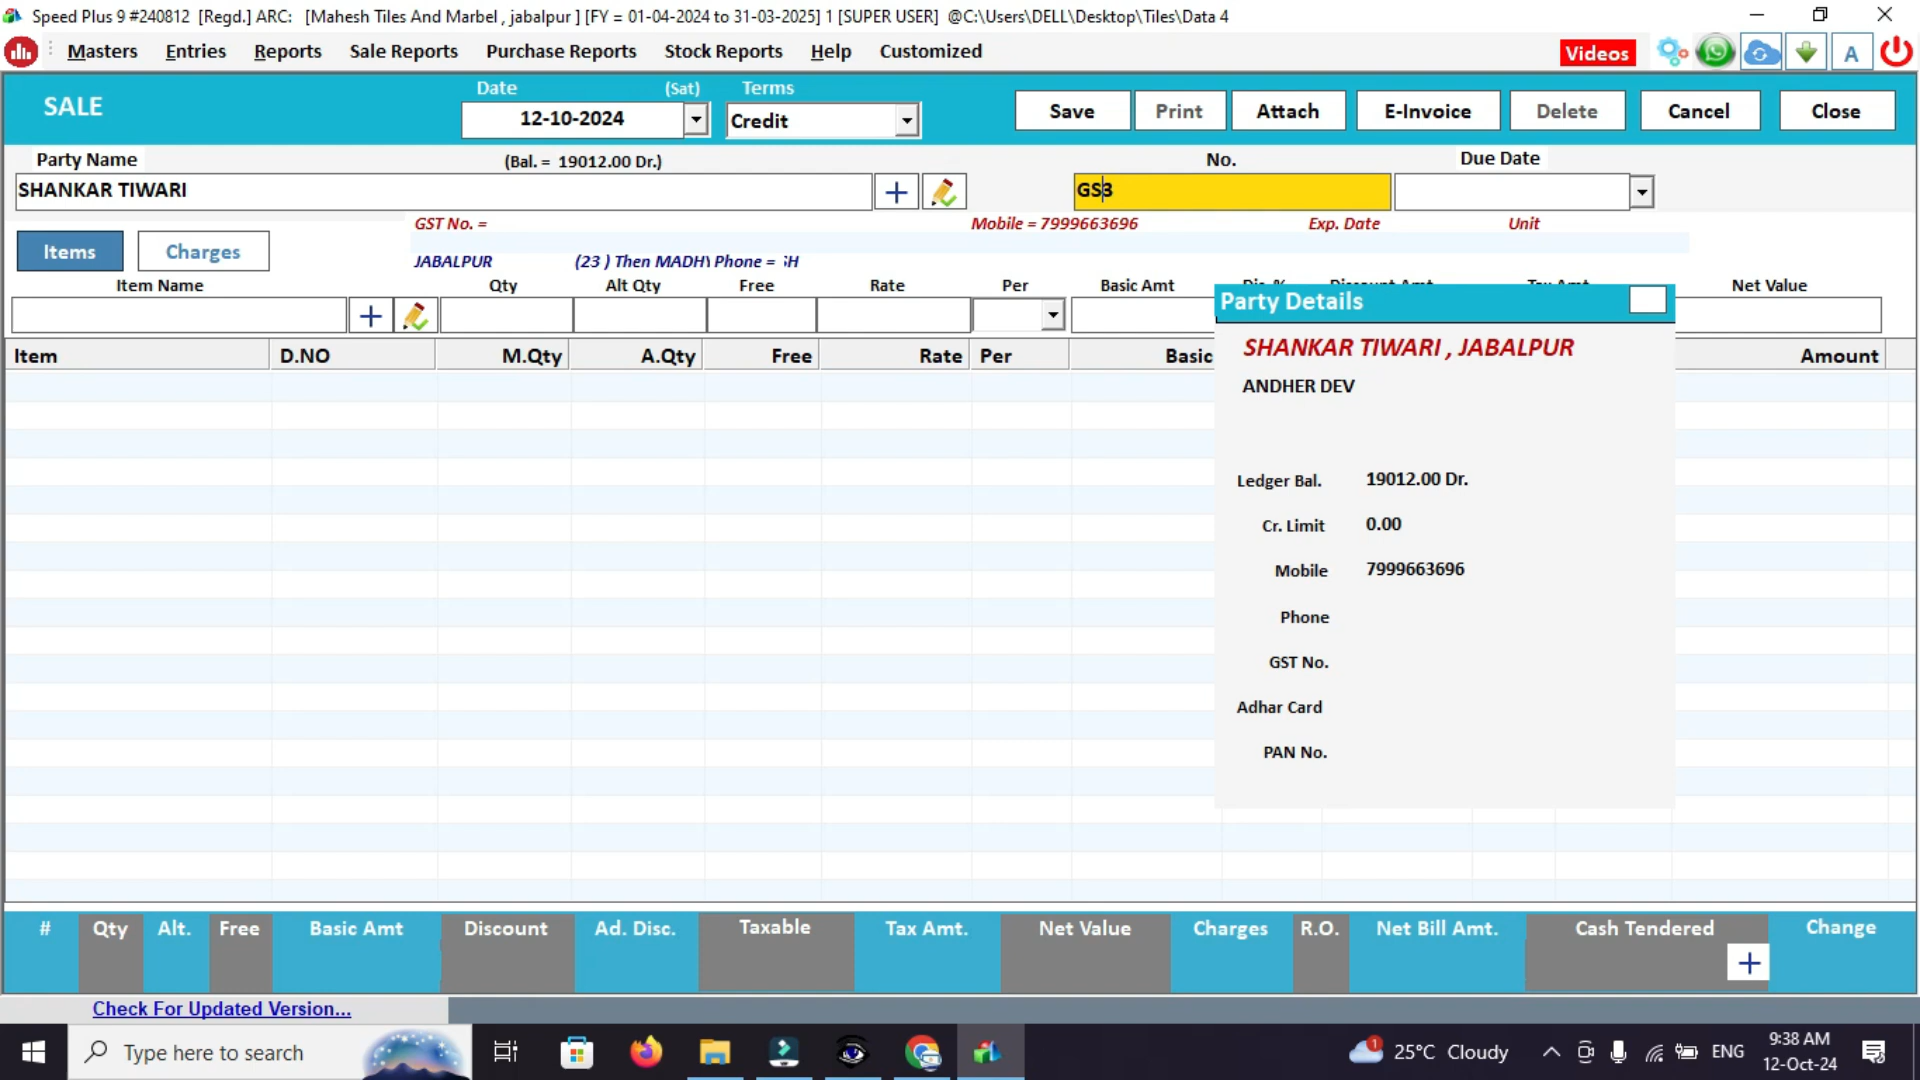 Speed Plus 9 #240812 [Regd.] ARC: [Mahesh Tiles And Marbel , jabalpur ] [FY = 01-04-2024 to 31-03-2025] 1 [SUPER USER] @C:\Users\DELL\Desktop\Tiles\Data 4
Masters Entries Reports Sale Reports Purchase Reports Stock Reports Help Customized Videos A
Date (Sat) Terms
SALE 12-10-2024 Credit Save Print Attach E-Invoice Delete Cancel Close
Party Name (Bal. = 19012.00 Dr.) No. Due Date
SHANKAR TIWARI GS3
GST No. = Mobile = 7999663696 Exp. Date Unit
Items Charges JABALPUR (23 ) Then MADHY Phone =
Item Name Qty Alt Qty Free Rate Per Basic Amt Dis. % Discount Amt Tax Amt Net Value
Party Details
Item D.NO M.Qty A.Qty Free Rate Per Basic Amount
SHANKAR TIWARI , JABALPUR
ANDHER DEV
Ledger Bal. 19012.00 Dr.
Cr. Limit 0.00
Mobile 7999663696
Phone
GST No.
Adhar Card
PAN No.
# Qty Alt. Free Basic Amt Discount Ad. Disc. Taxable Tax Amt. Net Value Charges R.O. Net Bill Amt. Cash Tendered Change
Check For Updated Version...
Type here to search 1 25°C Cloudy ENG 9:38 AM
12-Oct-24